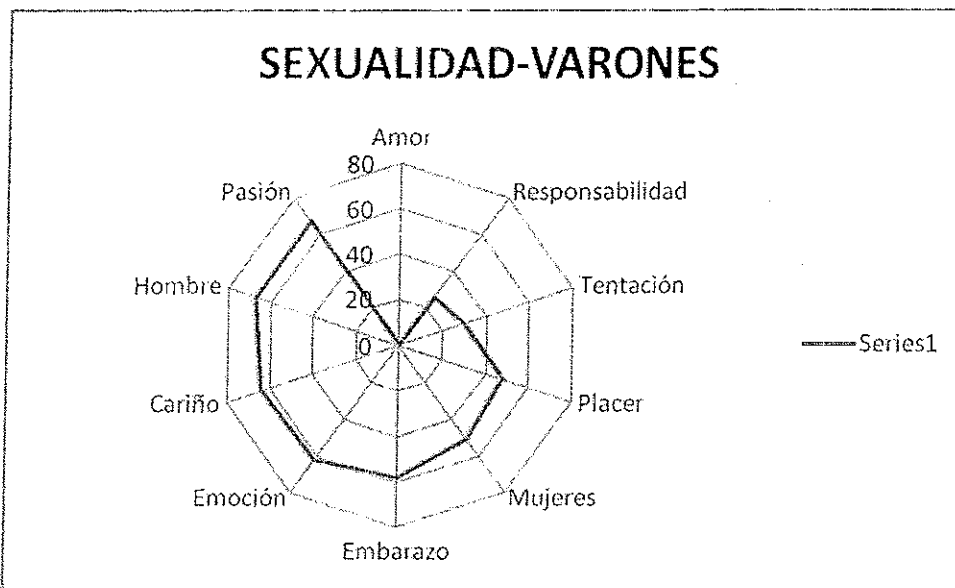 SEXUALIDAD-VARONES
Amor
80
Pasión
Responsabilidad
60
40
Hombre
Tentación
20
0
Series1
Cariño
Placer
Emoción
Mujeres
Embarazo